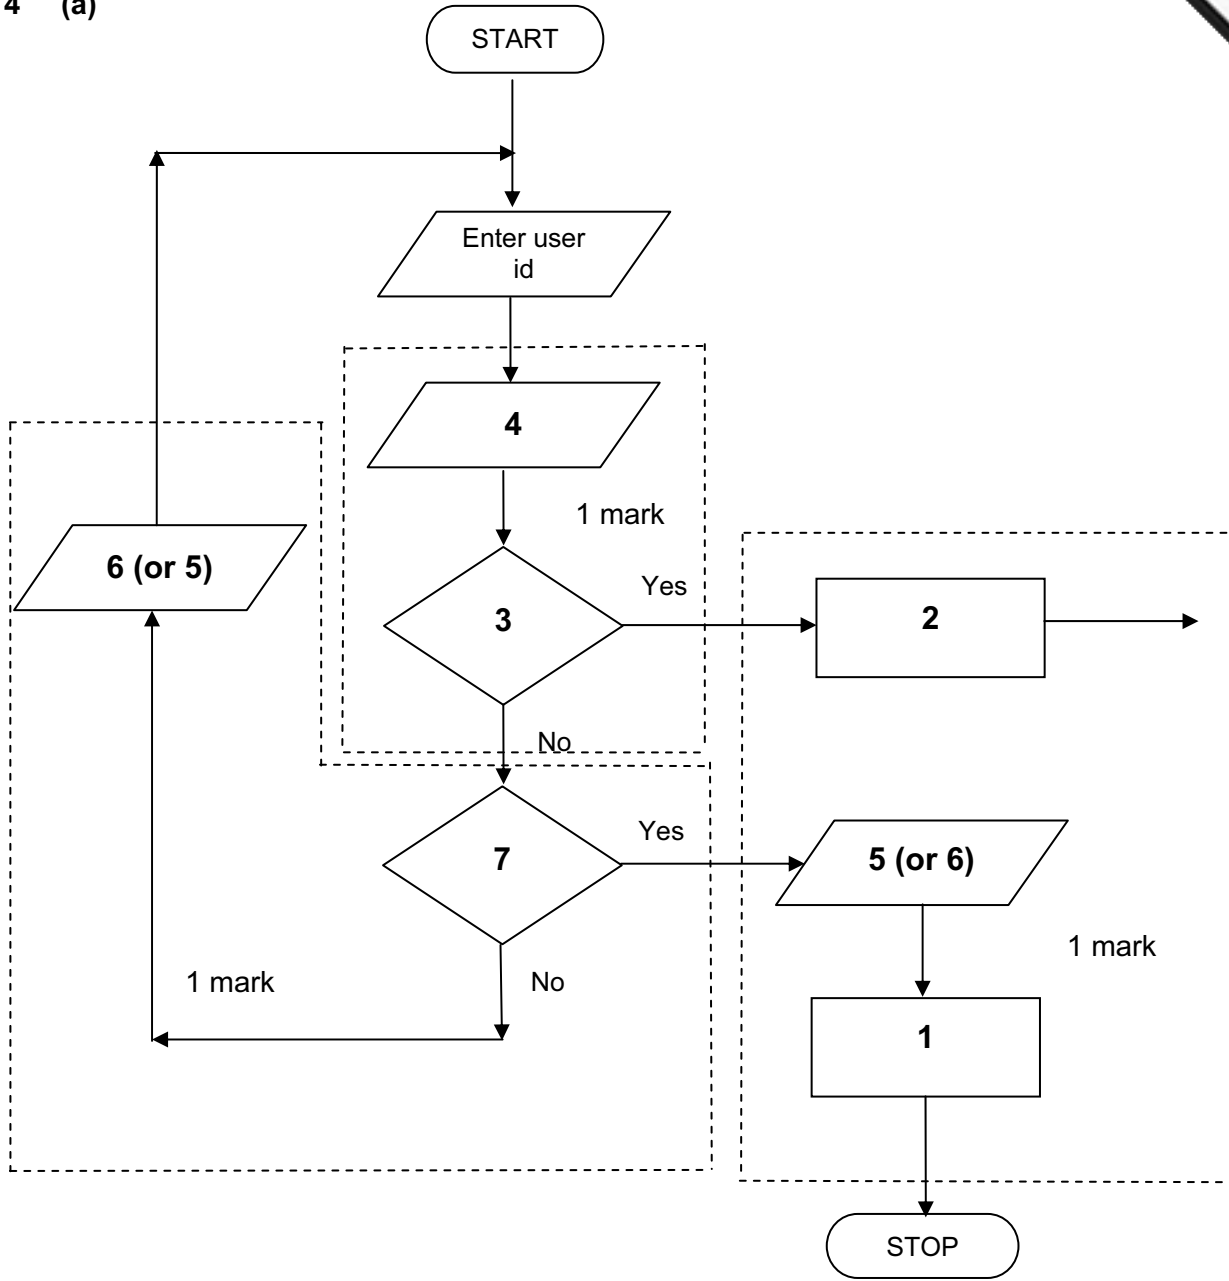 4 (a)
START
Enter user
id
4
1 mark
6 (or 5)
Yes
3
2
No
Yes
7
5 (or 6)
1 mark
1 mark
No
1
STOP